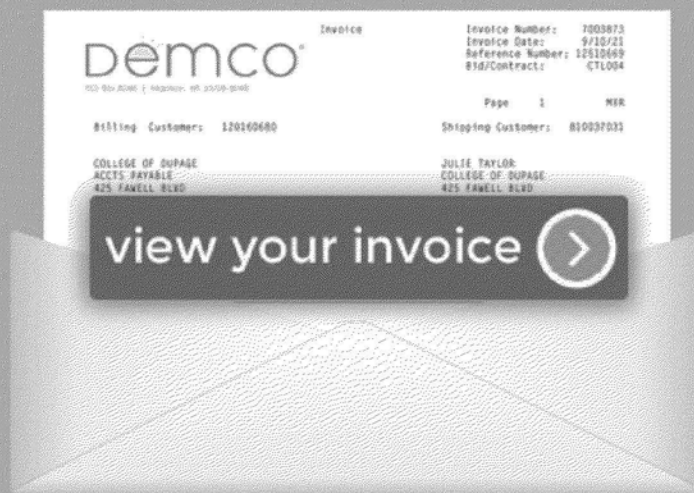 Invoice
Invoice Number: 7003873
Invoice Date: 9/10/21
Reference Number: 12510669
Bid/Contract: CTL004
Demco
Page 1 MXR
Billing Customer: 120160680
Shipping Customer: 810037031
COLLEGE OF DUPAGE
ACCTS PAYABLE
425 FAWELL BLVD
JULIE TAYLOR
COLLEGE OF DUPAGE
425 FAWELL BLVD
view your invoice